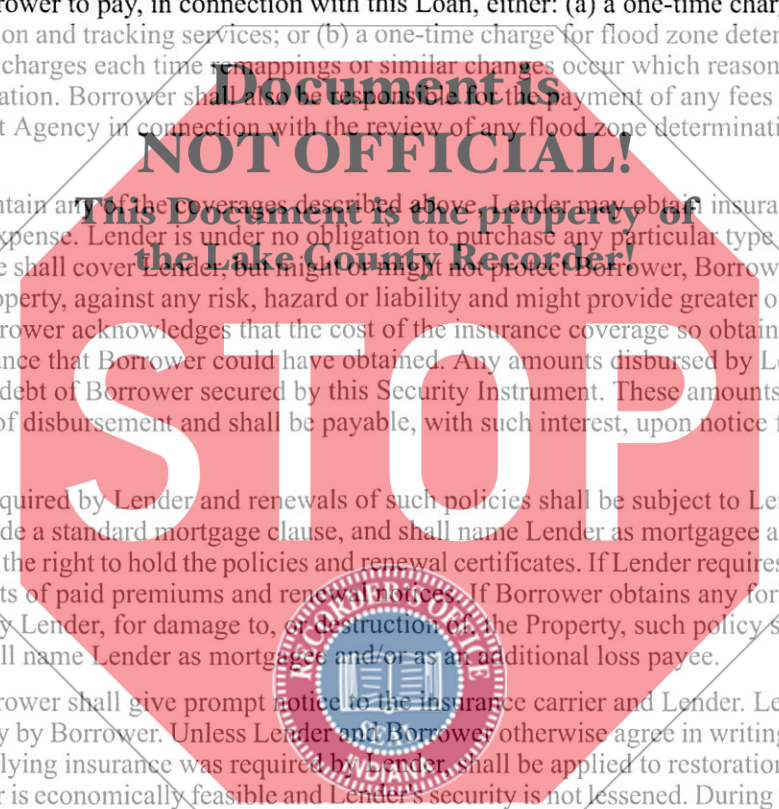 rower to pay, in connection with this Loan, either: (a) a one-time char
ion and tracking services; or (b) a one-time charge for flood zone deter
charges each time remappings or similar changes occur which reason
Document is
ation. Borrower shall also be responsible for the payment of any fees
t Agency in connection with the review of any flood zone determinati
NOT OFFICIAL!
ntain any of the coverages described above, Lender may obtain insura
This Document is the property of
xpense. Lender is under no obligation to purchase any particular type
the Lake County Recorder!
e shall cover Lender, but might or might not protect Borrower, Borrow
operty, against any risk, hazard or liability and might provide greater o
rower acknowledges that the cost of the insurance coverage so obtain
ance that Borrower could have obtained. Any amounts disbursed by L
debt of Borrower secured by this Security Instrument. These amounts
of disbursement and shall be payable, with such interest, upon notice f
STOP
quired by Lender and renewals of such policies shall be subject to Le
de a standard mortgage clause, and shall name Lender as mortgagee a
the right to hold the policies and renewal certificates. If Lender requires
ts of paid premiums and renewal notices. If Borrower obtains any for
y Lender, for damage to, or destruction of, the Property, such policy s
ll name Lender as mortgagee and/or as an additional loss payee.
RECORDER'S OFFICE
rower shall give prompt notice to the insurance carrier and Lender. Le
y by Borrower. Unless Lender and Borrower otherwise agree in writing
lying insurance was required by Lender, shall be applied to restoration
INDIANA
r is economically feasible and Lender's security is not lessened. During